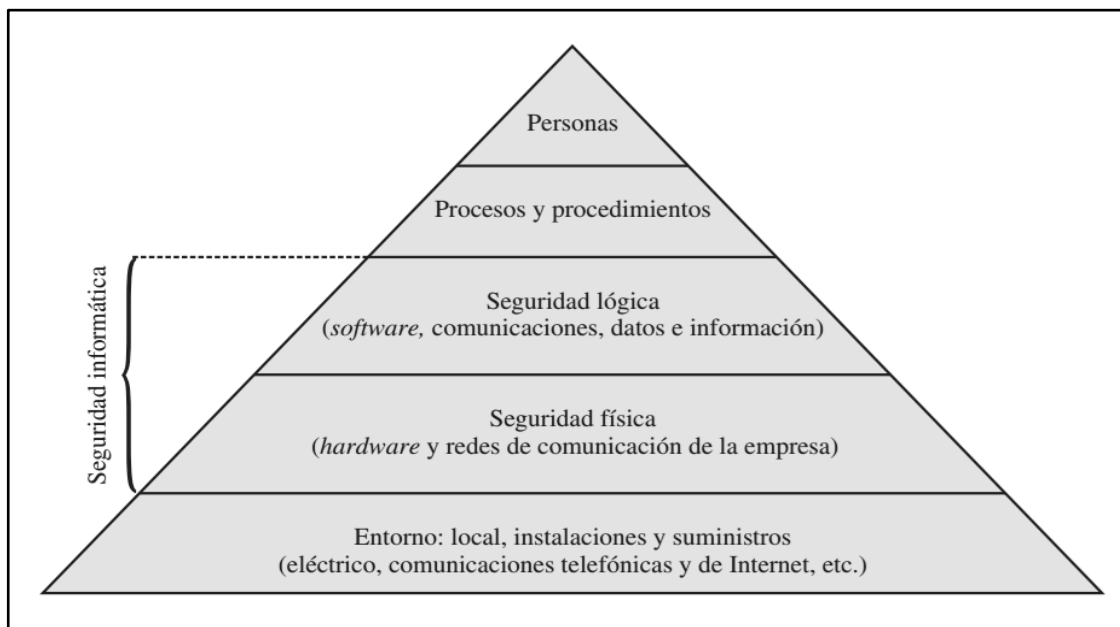 Personas
Procesos y procedimientos
Seguridad lógica
(software, comunicaciones, datos e información)
Seguridad física
(hardware y redes de comunicación de la empresa)
Entorno: local, instalaciones y suministros
(eléctrico, comunicaciones telefónicas y de Internet, etc.)
Seguridad informática